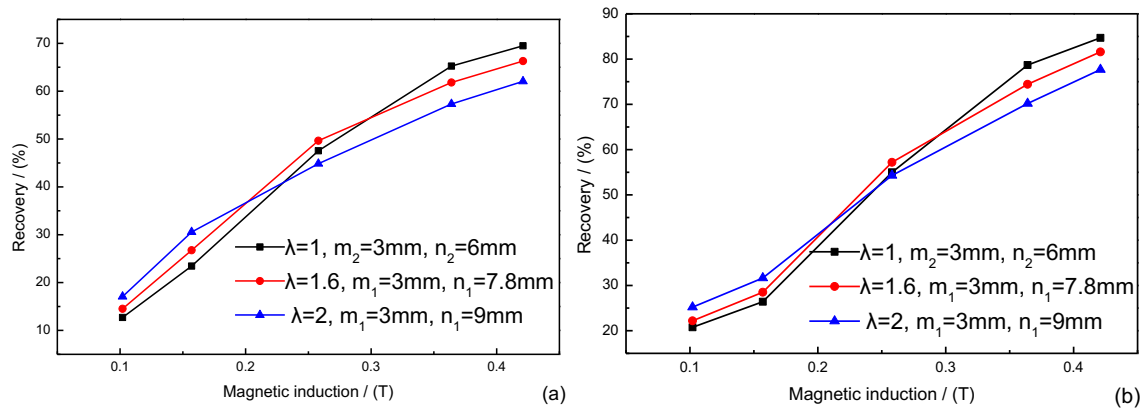 70
60
50
40
30
20
10
Recovery / (%)
λ=1, m₂=3mm, n₂=6mm
λ=1.6, m₁=3mm, n₁=7.8mm
λ=2, m₁=3mm, n₁=9mm
0.1 0.2 0.3 0.4
Magnetic induction / (T)
(a)
90
80
70
60
50
40
30
20
Recovery / (%)
λ=1, m₂=3mm, n₂=6mm
λ=1.6, m₁=3mm, n₁=7.8mm
λ=2, m₁=3mm, n₁=9mm
0.1 0.2 0.3 0.4
Magnetic induction / (T)
(b)